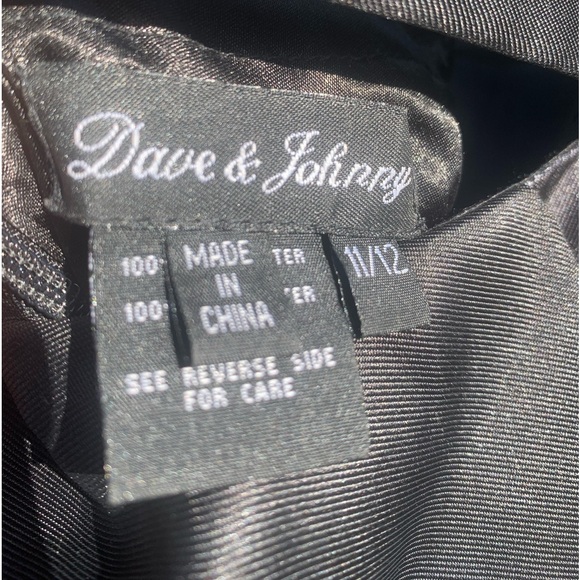 Dave & Johnny
100 TER
100 ER
MADE
IN
CHINA
11/12
SEE REVERSE SIDE
FOR CARE